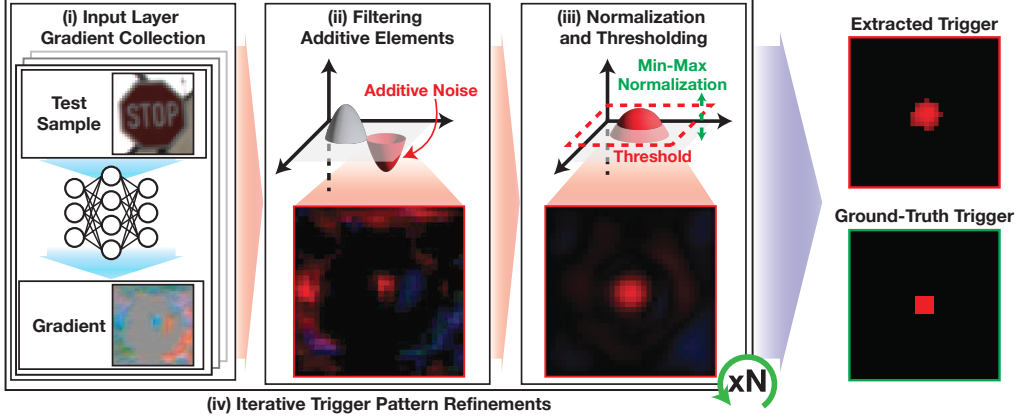 (i) Input Layer
Gradient Collection
Test
Sample
STOP
Gradient
(ii) Filtering
Additive Elements
Additive Noise
(iii) Normalization
and Thresholding
Min-Max
Normalization
Threshold
xN
(iv) Iterative Trigger Pattern Refinements
Extracted Trigger
Ground-Truth Trigger